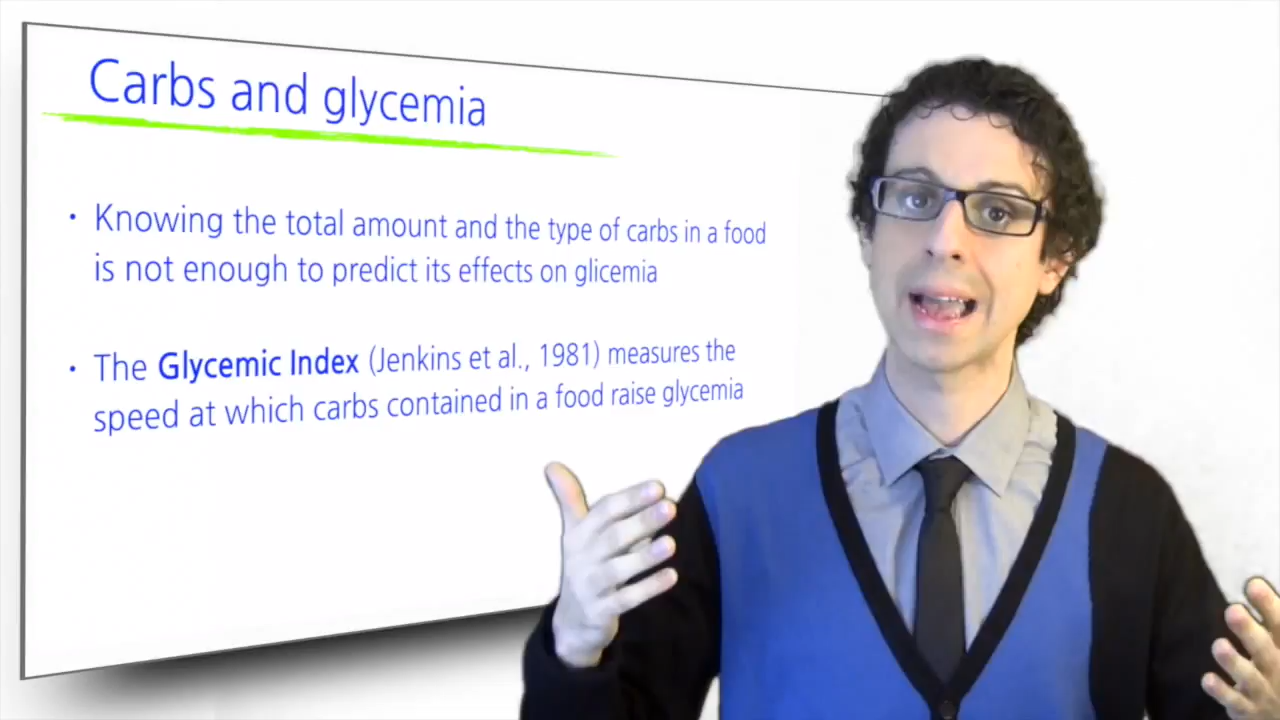 Carbs and glycemia
• Knowing the total amount and the type of carbs in a food
is not enough to predict its effects on glicemia
• The Glycemic Index (Jenkins et al., 1981) measures the
speed at which carbs contained in a food raise glycemia